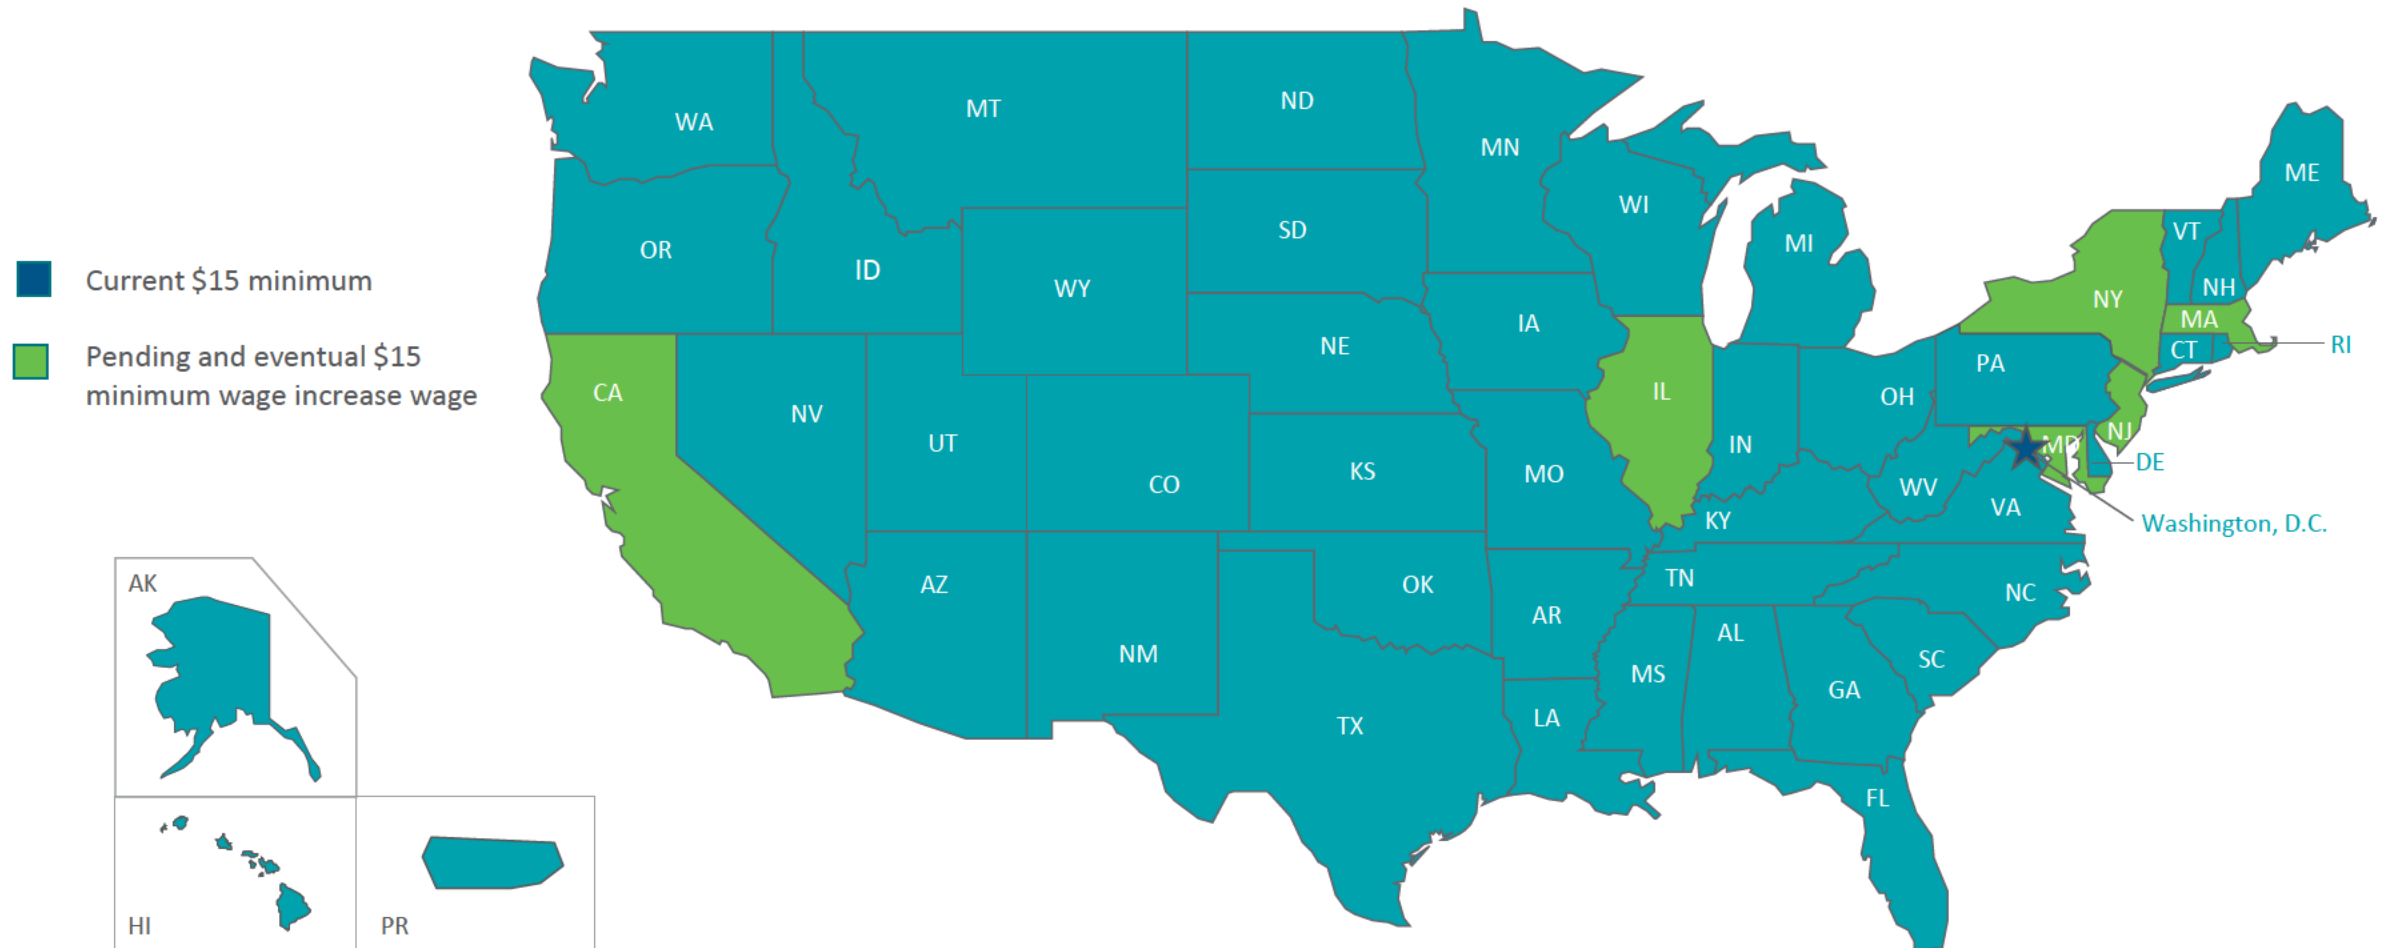 WA
MT
ND
MN
ME
OR
ID
SD
WI
MI
VT
NH
NY
MA
WY
Current $15 minimum
IA
NE
CT
RI
PA
Pending and eventual $15
minimum wage increase wage
CA
NV
UT
CO
KS
MO
IL
IN
OH
NJ
MD
DE
WV
VA
KY
Washington, D.C.
AK
AZ
NM
OK
AR
TN
NC
AL
SC
MS
GA
TX
LA
FL
HI
PR